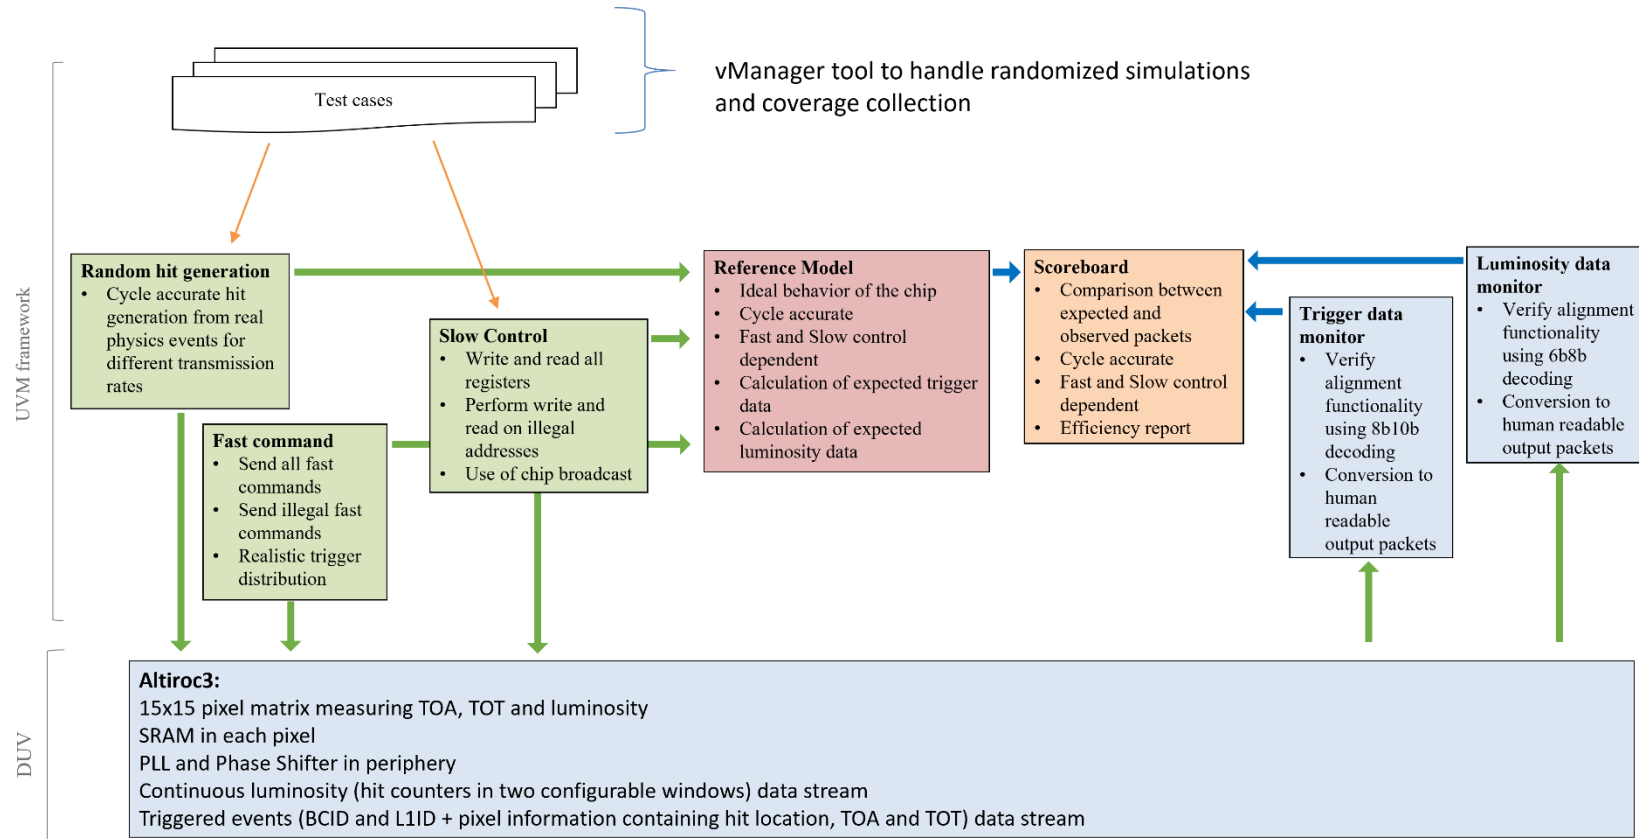 vManager tool to handle randomized simulations
and coverage collection
Test cases
UVM framework
Random hit generation
• Cycle accurate hit
generation from real
physics events for
different transmission
rates
Fast command
• Send all fast
commands
• Send illegal fast
commands
• Realistic trigger
distribution
Slow Control
• Write and read all
registers
• Perform write and
read on illegal
addresses
• Use of chip broadcast
Reference Model
• Ideal behavior of the chip
• Cycle accurate
• Fast and Slow control
dependent
• Calculation of expected trigger
data
• Calculation of expected
luminosity data
Scoreboard
• Comparison between
expected and
observed packets
• Cycle accurate
• Fast and Slow control
dependent
• Efficiency report
Trigger data
monitor
• Verify
alignment
functionality
using 8b10b
decoding
• Conversion to
human
readable
output packets
Luminosity data
monitor
• Verify alignment
functionality
using 6b8b
decoding
• Conversion to
human readable
output packets
DUV
Altiroc3:
15x15 pixel matrix measuring TOA, TOT and luminosity
SRAM in each pixel
PLL and Phase Shifter in periphery
Continuous luminosity (hit counters in two configurable windows) data stream
Triggered events (BCID and L1ID + pixel information containing hit location, TOA and TOT) data stream